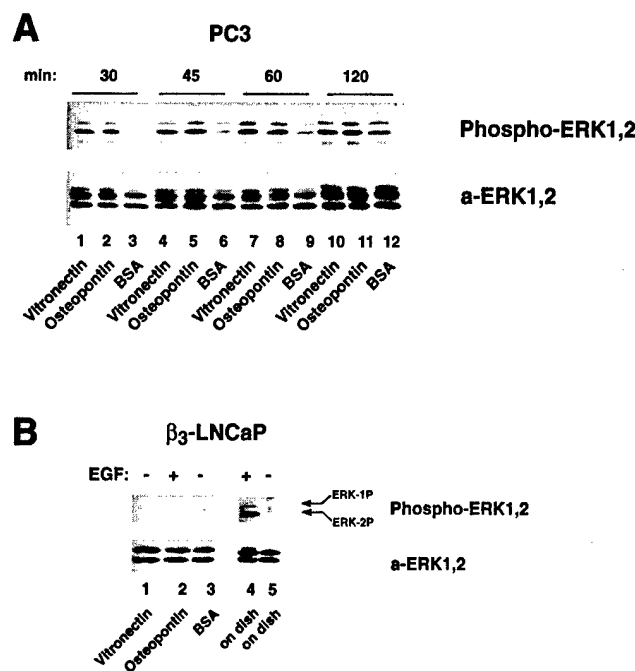 A
PC3
min: 30 45 60 120
Phospho-ERK1,2
a-ERK1,2
1 2 3 4 5 6 7 8 9 10 11 12
Vitronectin Osteopontin BSA Vitronectin Osteopontin BSA Vitronectin Osteopontin BSA Vitronectin Osteopontin BSA
B
β3-LNCaP
EGF: - + - + -
ERK-1P
Phospho-ERK1,2
ERK-2P
a-ERK1,2
1 2 3 4 5
Vitronectin Osteopontin BSA on dish on dish